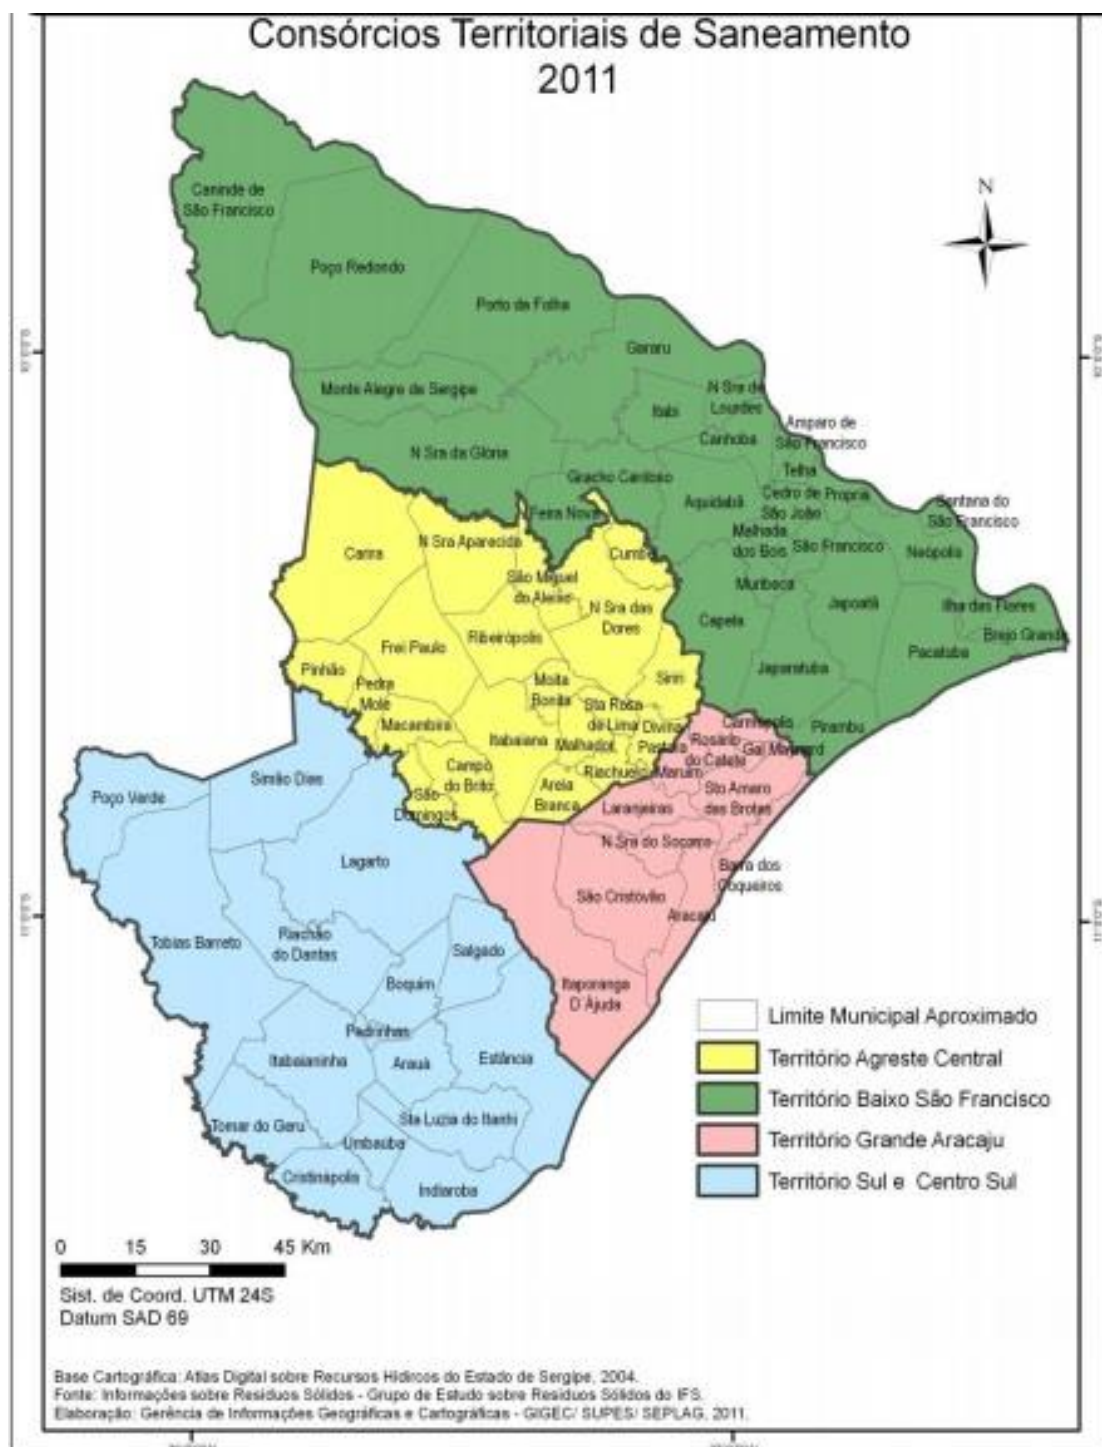 Consórcios Territoriais de Saneamento
2011
N
Caninde de
São Francisco
Poço Redondo
Porto da Folha
Gararu
Monte Alegre de Sergipe
N Sra de
Lourdes
Itabi
Amparo de
São Francisco
Canhoba
N Sra da Glória
Telha
Gracho Cardoso
Aquidabã
Cedro de
São João
Propria
Santana do
São Francisco
Feira Nova
Malhada
dos Bois
São Francisco
Neópolis
N Sra Aparecida
Carira
Cumbe
São Miguel
do Aleixo
Muribeca
Japoatã
Ilha das Flores
N Sra das
Dores
Capela
Brejo Grande
Ribeirópolis
Frei Paulo
Pacatuba
Japaratuba
Pinhão
Siriri
Pedra
Mole
Moita
Bonita
Sta Rosa
de Lima
Macambira
Divina
Pastora
Carmopolis
Pirambu
Itabaiana
Malhador
Rosário
do Catete
Gal Maynard
Riachuelo
Maruim
Campo
do Brito
Simão Dias
Areia
Branca
Sto Amaro
das Brotas
Poço Verde
São
Domingos
Laranjeiras
N Sra do Socorro
Lagarto
Barra dos
Coqueiros
São Cristóvão
Aracaju
Tobias Barreto
Riachão
do Dantas
Salgado
Boquim
Itaporanga
D´Ajuda
Pedrinhas
Itabaianinha
Arauá
Estância
Tomar do Geru
Sta Luzia do Itanhi
Umbauba
Cristinápolis
Indiaroba
Limite Municipal Aproximado
Território Agreste Central
Território Baixo São Francisco
Território Grande Aracaju
Território Sul e Centro Sul
0 15 30 45 Km
Sist. de Coord. UTM 24S
Datum SAD 69
Base Cartográfica: Atlas Digital sobre Recursos Hídricos do Estado de Sergipe, 2004.
Fonte: Informações sobre Resíduos Sólidos - Grupo de Estudo sobre Resíduos Sólidos do IFS.
Elaboração: Gerência de Informações Geográficas e Cartográficas - GIGEC/ SUPES/ SEPLAG, 2011.